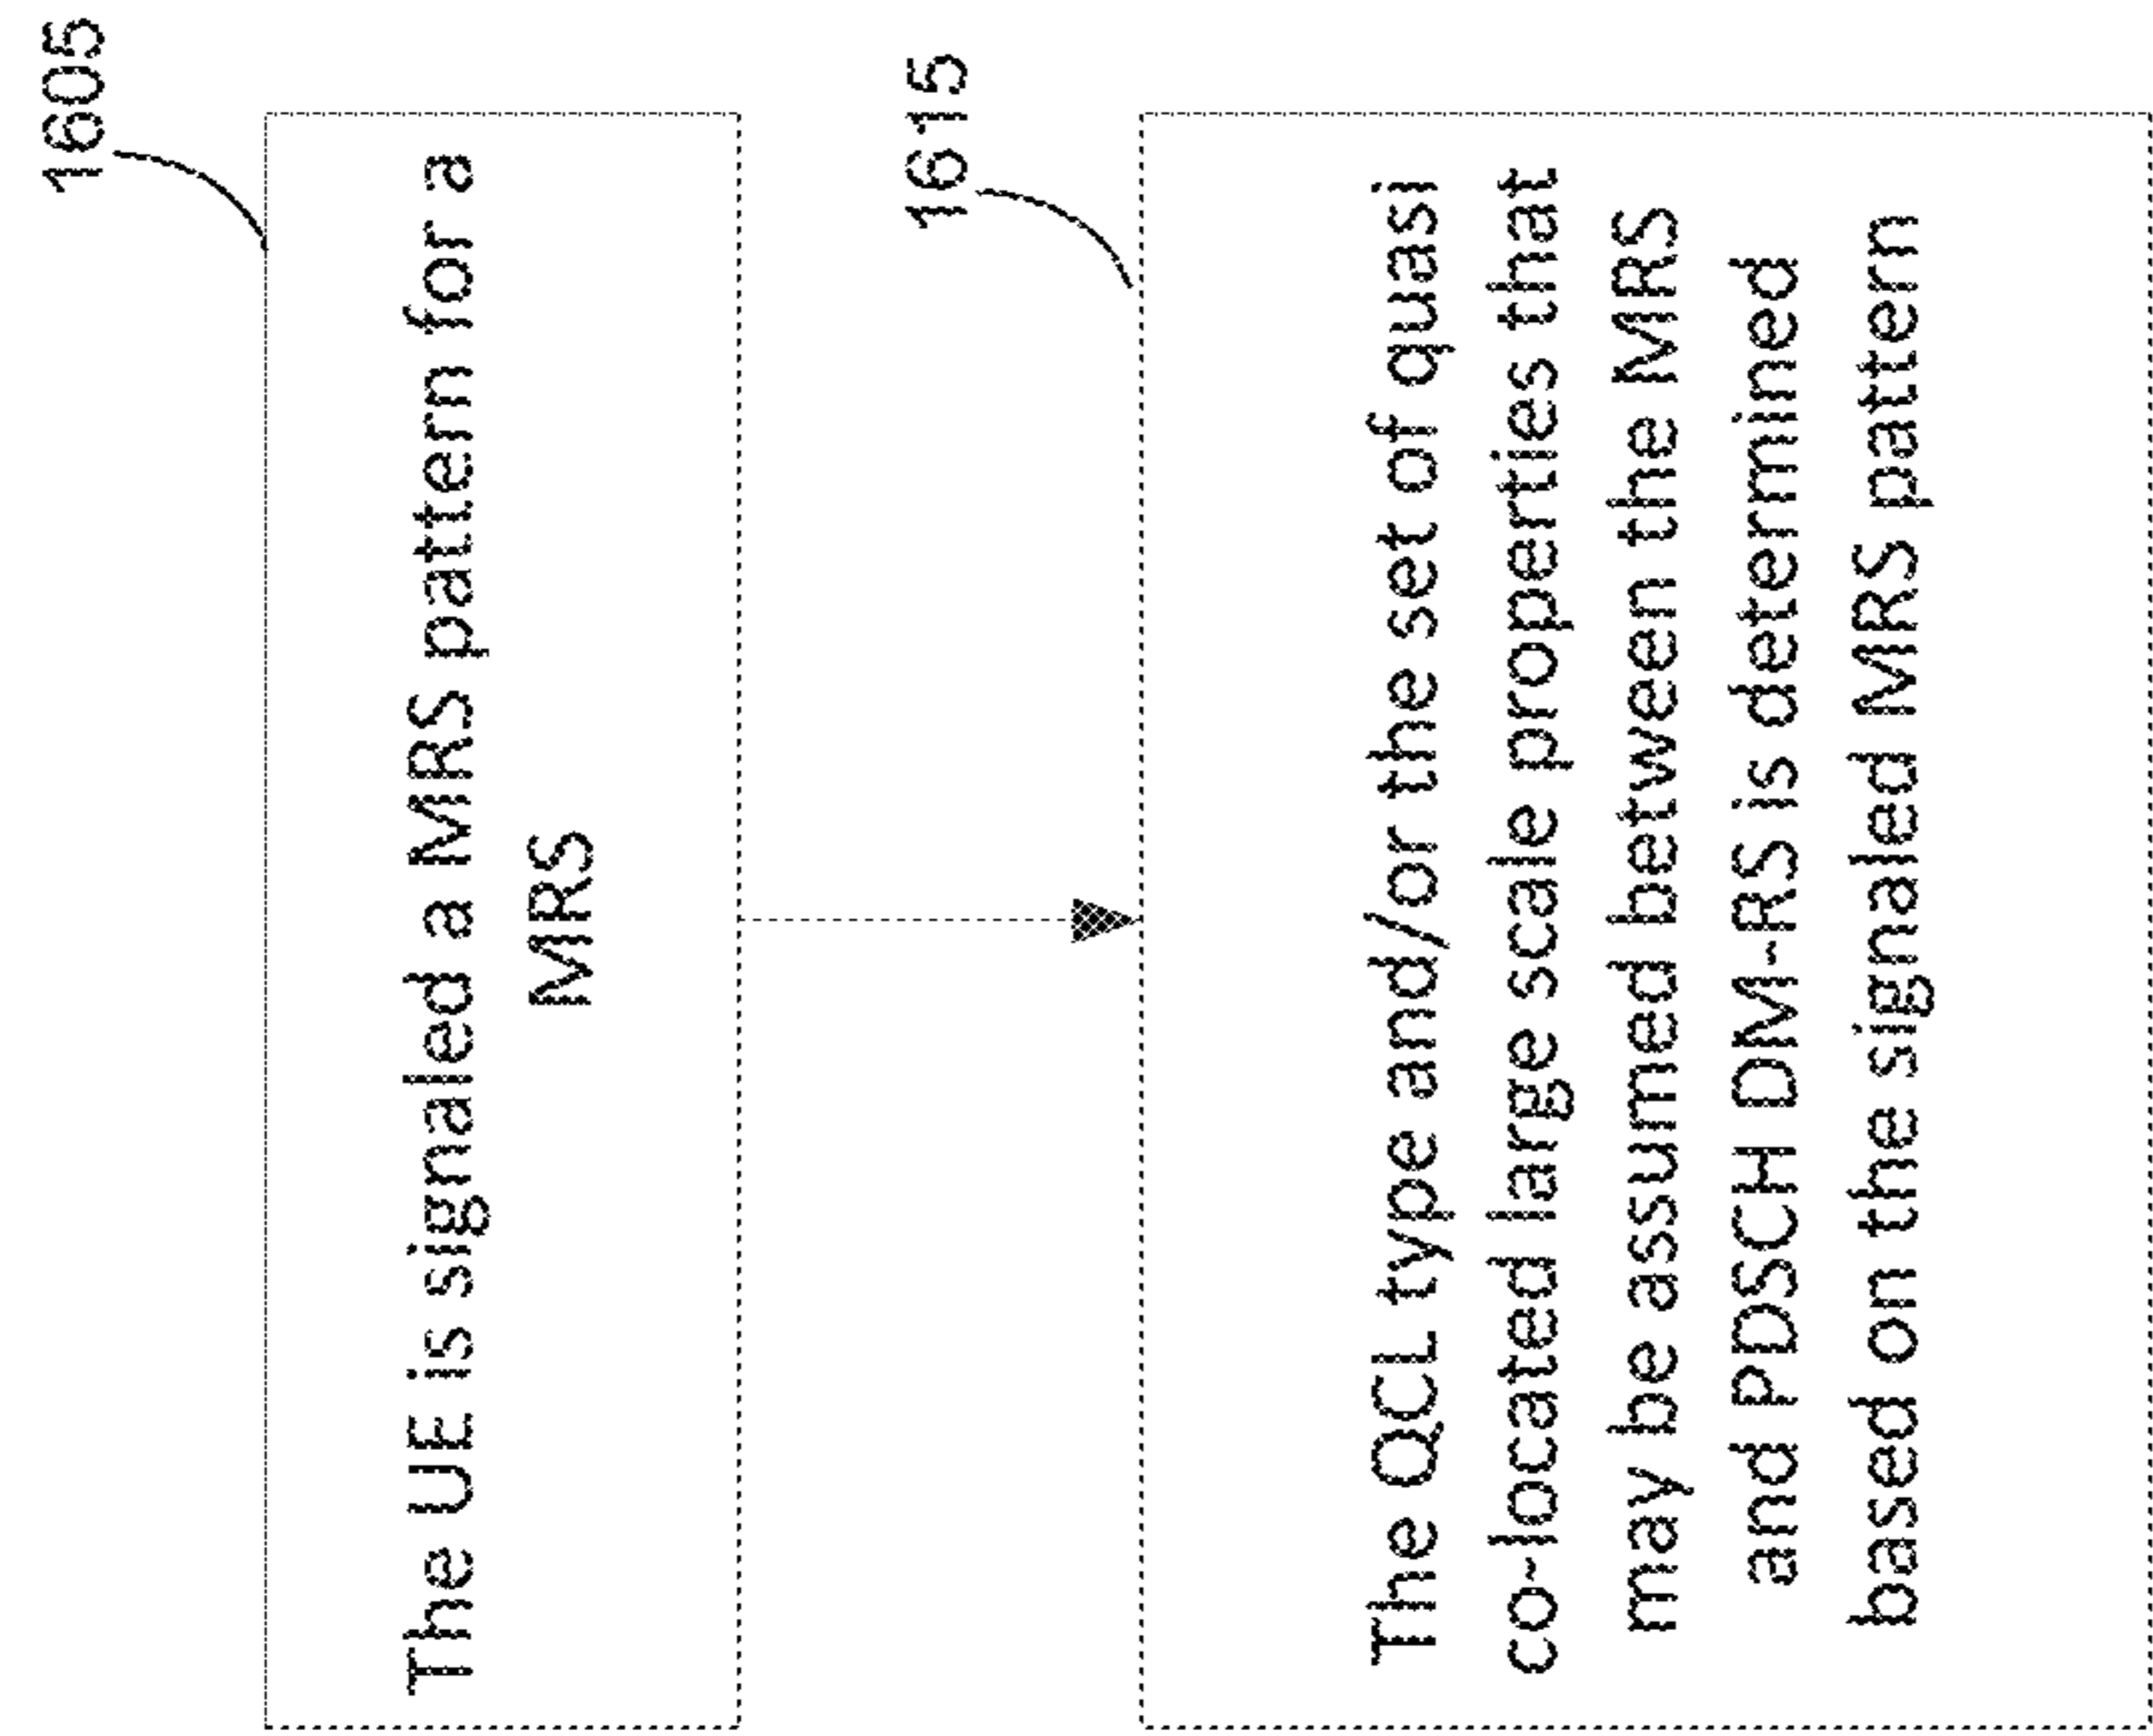 1605
The UE is signaled a MRS pattern for a
MRS
1615
The QCL type and/or the set of quasi
co-located large scale properties that
may be assumed between the MRS
and PDSCH DM-RS is determined
based on the signaled MRS pattern